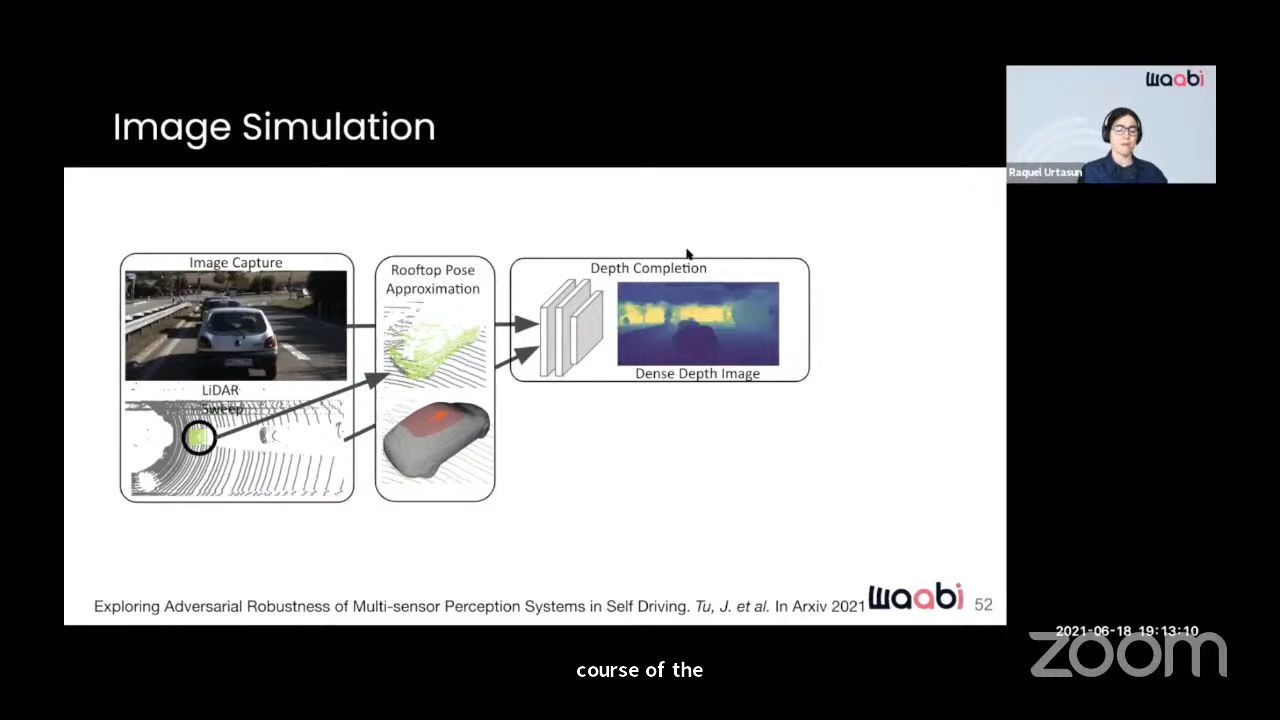 waabi
Image Simulation
Raquel Urtasun
Image Capture
LiDAR
Sweep
Rooftop Pose
Approximation
Depth Completion
Dense Depth Image
Exploring Adversarial Robustness of Multi-sensor Perception Systems in Self Driving. Tu, J. et al. In Arxiv 2021
waabi 52
2021-06-18 19:13:10
zoom
course of the